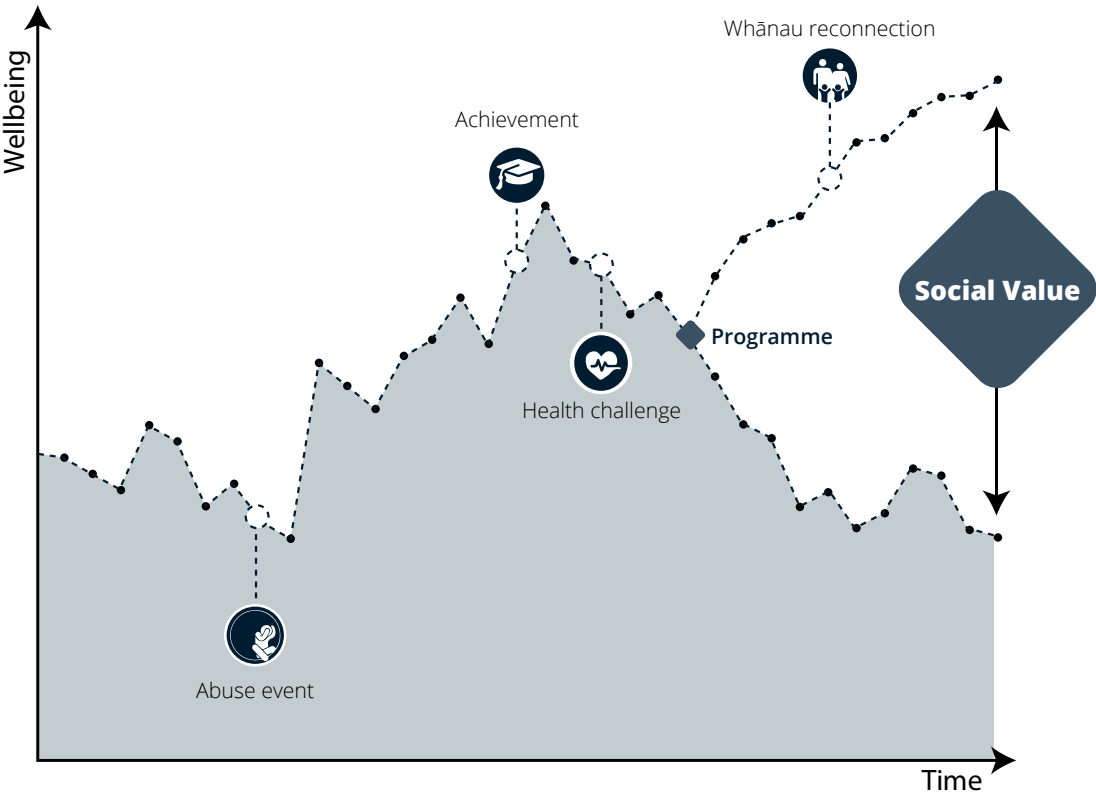 Whānau reconnection
Wellbeing
Achievement
Social Value
Programme
Health challenge
Abuse event
Time